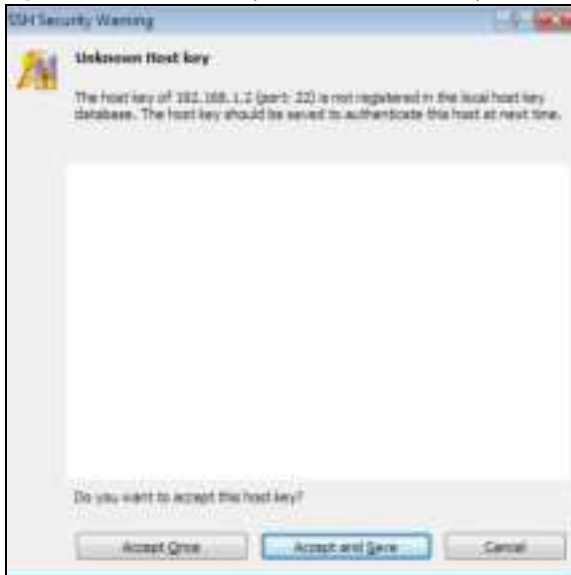 SSH Security Warning
Unknown Host key
The host key of 192.168.1.2 (port: 22) is not registered in the local host key
database. The host key should be saved to authenticate this host at next time.
Do you want to accept this host key?
Accept Once Accept and Save Cancel